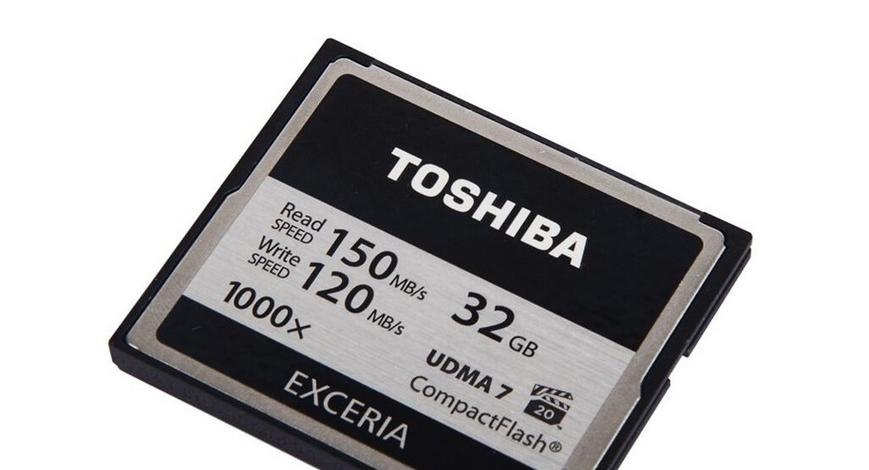 TOSHIBA
Read SPEED 150 MB/s
Write SPEED 120 MB/s
1000x
32 GB
UDMA 7
20
CompactFlash®
EXCERIA